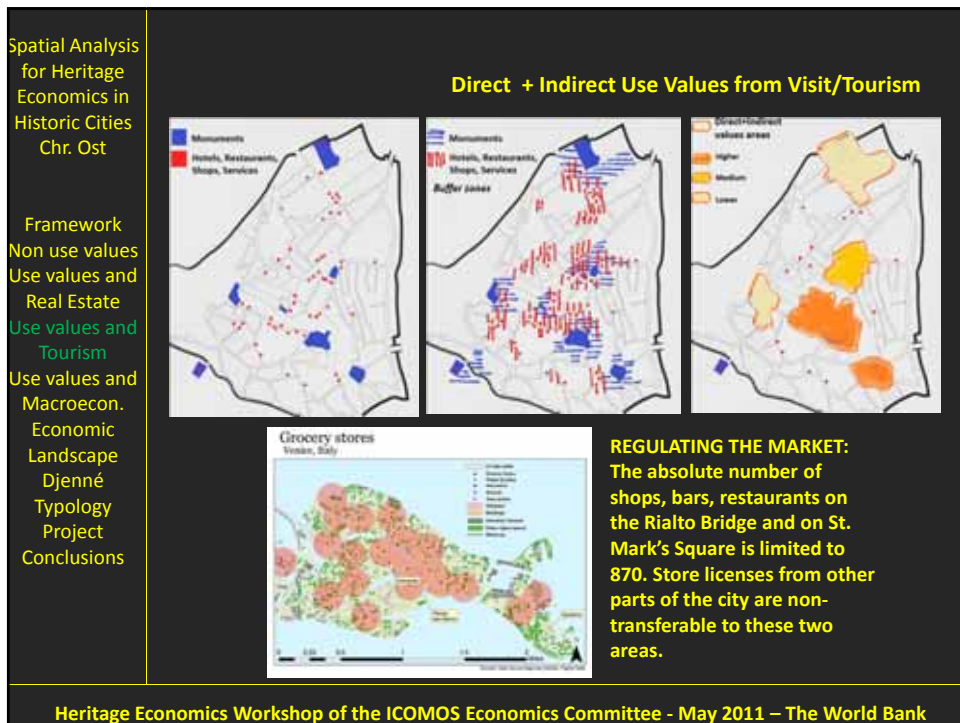 Spatial Analysis
for Heritage
Economics in
Historic Cities
Chr. Ost
Framework
Non use values
Use values and
Real Estate
Use values and
Tourism
Use values and
Macroecon.
Economic
Landscape
Djenné
Typology
Project
Conclusions
Direct + Indirect Use Values from Visit/Tourism
Monuments
Hotels, Restaurants,
Shops, Services
Monuments
Hotels, Restaurants,
Shops, Services
Buffer zones
Direct+Indirect
values areas
Higher
Medium
Lower
Grocery stores
Venice, Italy
REGULATING THE MARKET:
The absolute number of
shops, bars, restaurants on
the Rialto Bridge and on St.
Mark's Square is limited to
870. Store licenses from other
parts of the city are non-
transferable to these two
areas.
Heritage Economics Workshop of the ICOMOS Economics Committee - May 2011 – The World Bank